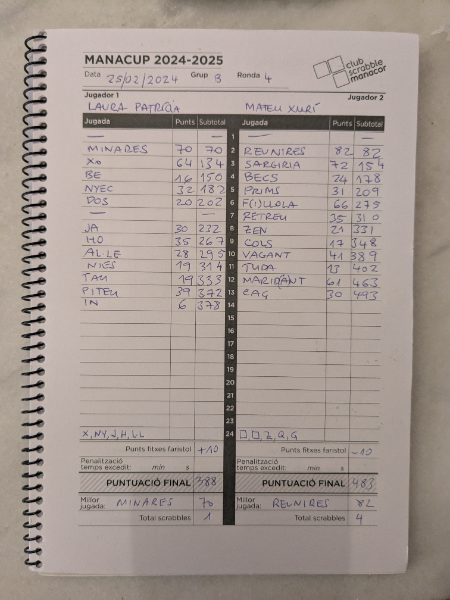 MANACUP 2024-2025
club scrabble manacor
Data 25/02/2024 Grup B Ronda 4
Jugador 1 Jugador 2
LAURA PATRICIA MATEU XURÍ
Jugada Punts Subtotal Jugada Punts Subtotal
— — 1 — —
MINARES 70 70 2 REUNIRES 82 82
XO 64 134 3 SARGIRIA 72 154
BE 16 150 4 BECS 24 178
NYEC 32 182 5 PRIMS 31 209
DOS 20 202 6 F(I)LLOLA 66 275
— — 7 RETREU 35 310
JA 30 232 8 ZEN 21 331
HO 35 267 9 COLS 17 348
AL·LE 28 295 10 VAGANT 41 389
NIÉS 19 314 11 TUDA 13 402
TAU 19 333 12 61 463
PITEU 39 372 13 CAG 30 493
IN 6 378 14
15
16
17
18
19
20
21
22
23
X, NY, J, H, L·L 24 □ □, Z, Q, G
Punts fitxes faristol +10 Punts fitxes faristol -10
Penalització temps excedit: min s Penalització temps excedit: min s
PUNTUACIÓ FINAL 388 PUNTUACIÓ FINAL 483
Millor jugada: MINARES 70 Millor jugada: REUNIRES 82
Total scrabbles 1 Total scrabbles 4